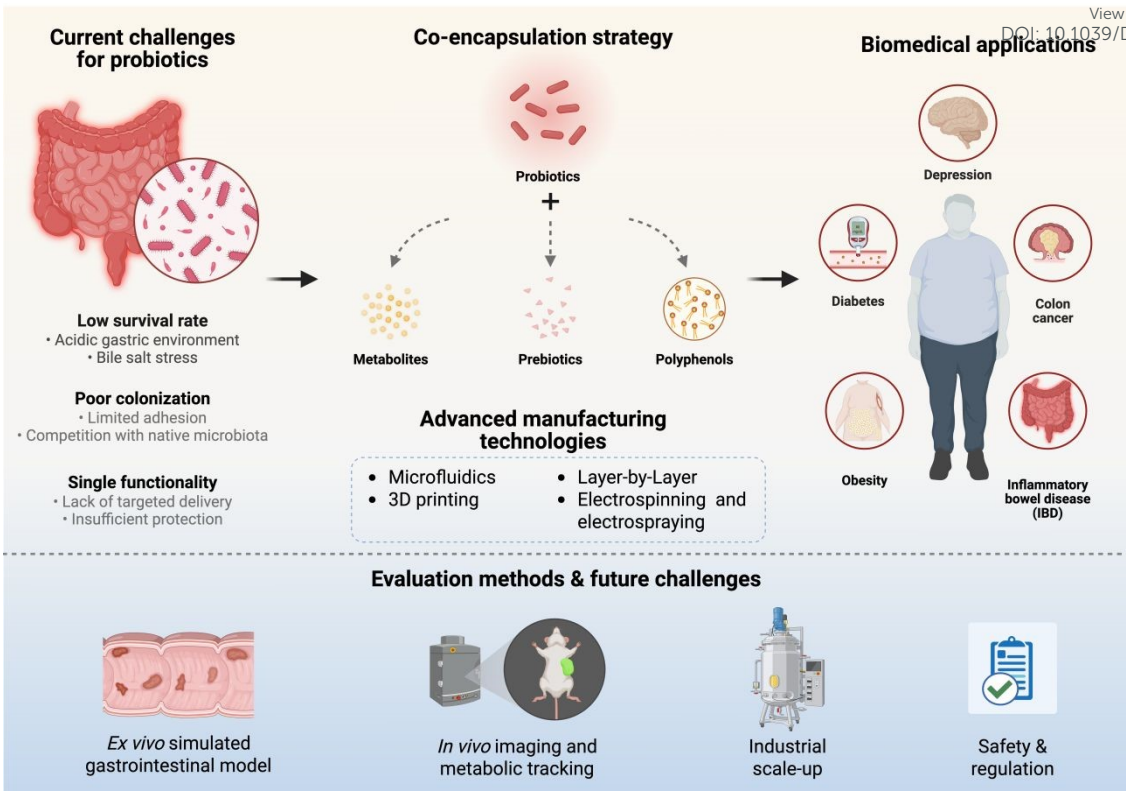 View
DOI: 10.1039/D
Current challenges
for probiotics
Low survival rate
• Acidic gastric environment
• Bile salt stress
Poor colonization
• Limited adhesion
• Competition with native microbiota
Single functionality
• Lack of targeted delivery
• Insufficient protection
Co-encapsulation strategy
Probiotics
+
Metabolites
Prebiotics
Polyphenols
Advanced manufacturing
technologies
• Microfluidics
• 3D printing
• Layer-by-Layer
• Electrospinning and
electrospraying
Biomedical applications
Depression
Diabetes
Colon
cancer
Obesity
Inflammatory
bowel disease
(IBD)
Evaluation methods & future challenges
Ex vivo simulated
gastrointestinal model
In vivo imaging and
metabolic tracking
Industrial
scale-up
Safety &
regulation